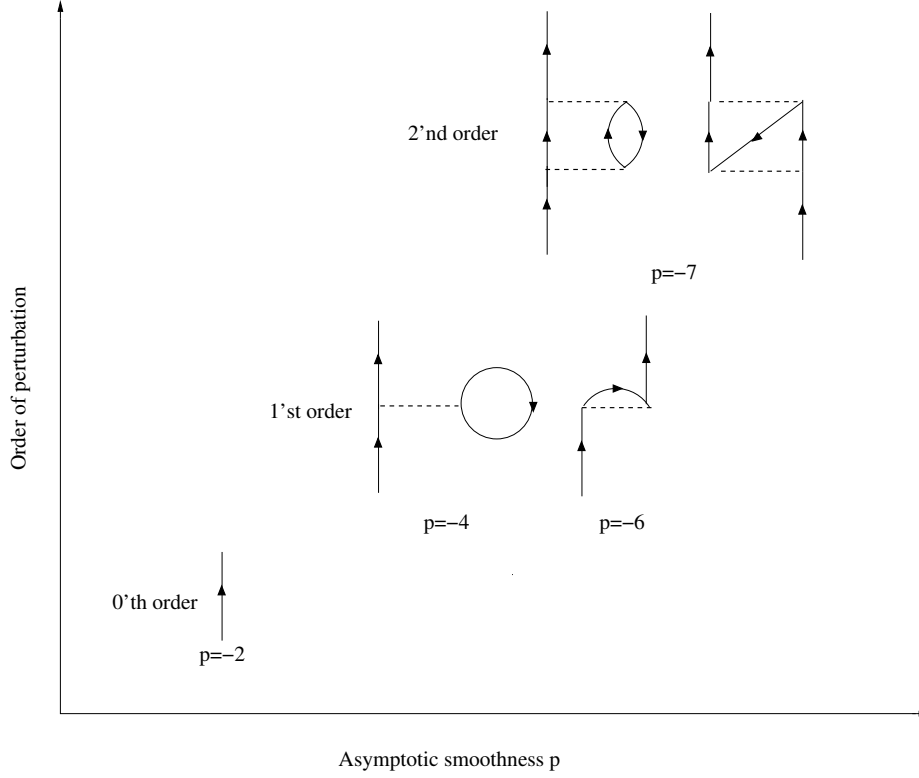 2'nd order
p=−7
Order of perturbation
1'st order
p=−4
p=−6
0'th order
p=−2
Asymptotic smoothness p